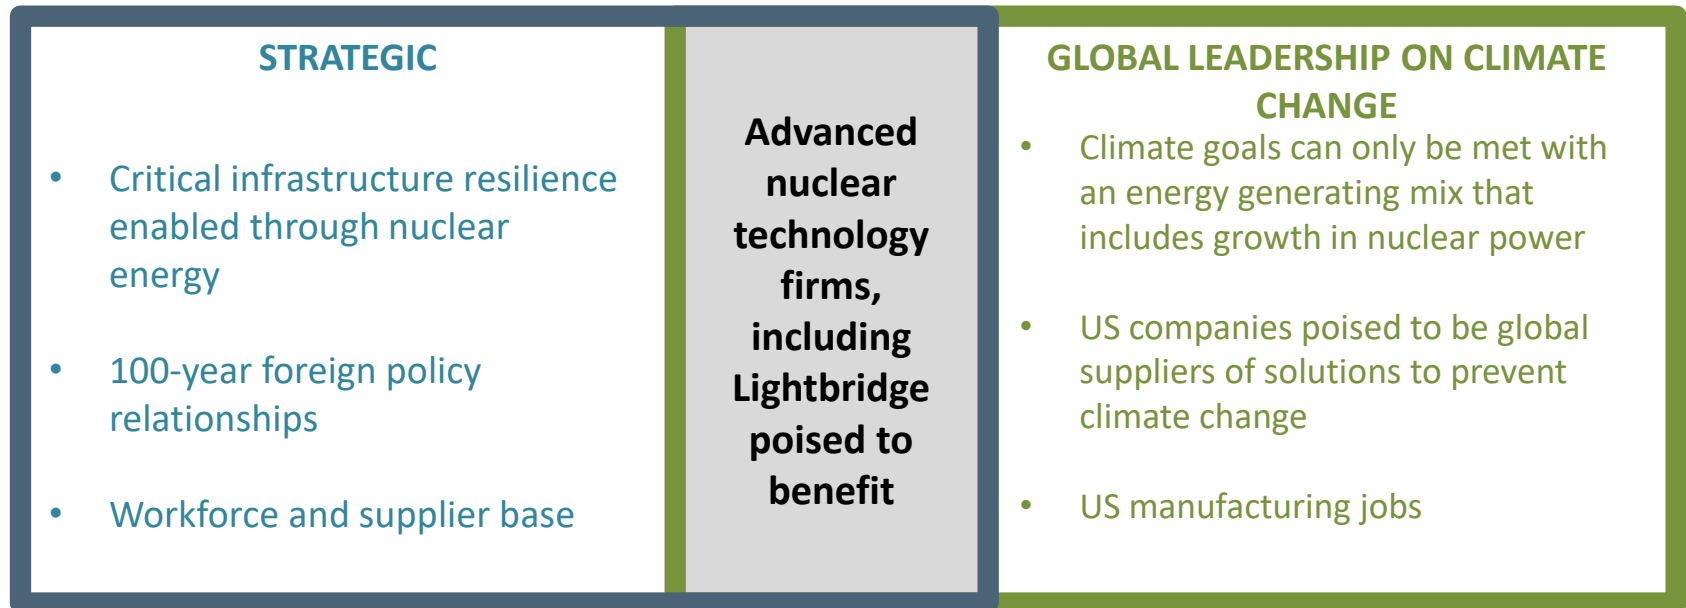 STRATEGIC
• Critical infrastructure resilience
enabled through nuclear
energy
• 100-year foreign policy
relationships
• Workforce and supplier base
Advanced
nuclear
technology
firms,
including
Lightbridge
poised to
benefit
GLOBAL LEADERSHIP ON CLIMATE
CHANGE
• Climate goals can only be met with
an energy generating mix that
includes growth in nuclear power
• US companies poised to be global
suppliers of solutions to prevent
climate change
• US manufacturing jobs